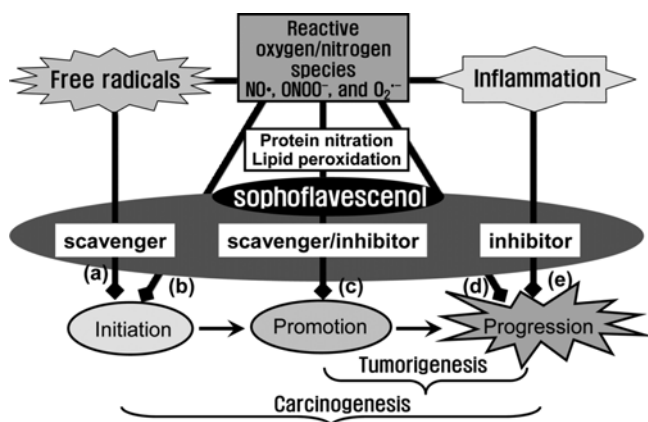 Reactive
oxygen/nitrogen
species
NO•, ONOO⁻, and O₂•⁻
Free radicals
Inflammation
Protein nitration
Lipid peroxidation
sophoflavescenol
scavenger
scavenger/inhibitor
inhibitor
(a)
(b)
(c)
(d)
(e)
Initiation
Promotion
Progression
Tumorigenesis
Carcinogenesis